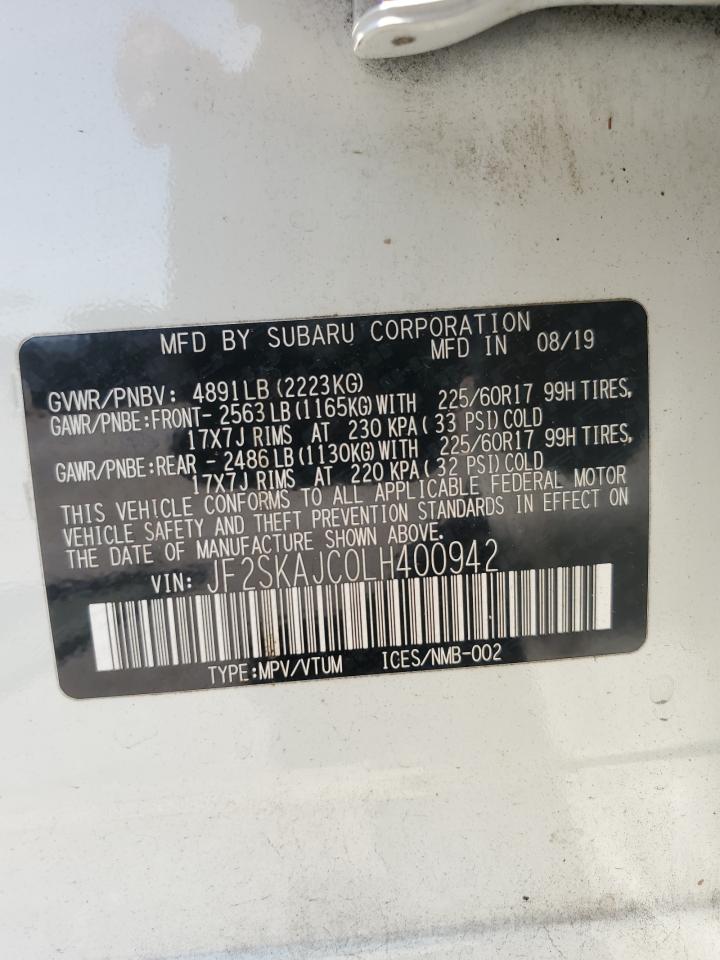 MFD BY SUBARU CORPORATION
MFD IN 08/19
GVWR/PNBV: 4891LB(2223KG)
GAWR/PNBE:FRONT- 2563LB(1165KG)WITH 225/60R17 99H TIRES,
17X7J RIMS AT 230 KPA( 33 PSI)COLD
GAWR/PNBE:REAR - 2486LB(1130KG)WITH 225/60R17 99H TIRES,
17X7J RIMS AT 220 KPA( 32 PSI)COLD
THIS VEHICLE CONFORMS TO ALL APPLICABLE FEDERAL MOTOR
VEHICLE SAFETY AND THEFT PREVENTION STANDARDS IN EFFECT ON
THE DATE OF MANUFACTURE SHOWN ABOVE.
VIN: JF2SKAJC0LH400942
TYPE:MPV/VTUM ICES/NMB-002